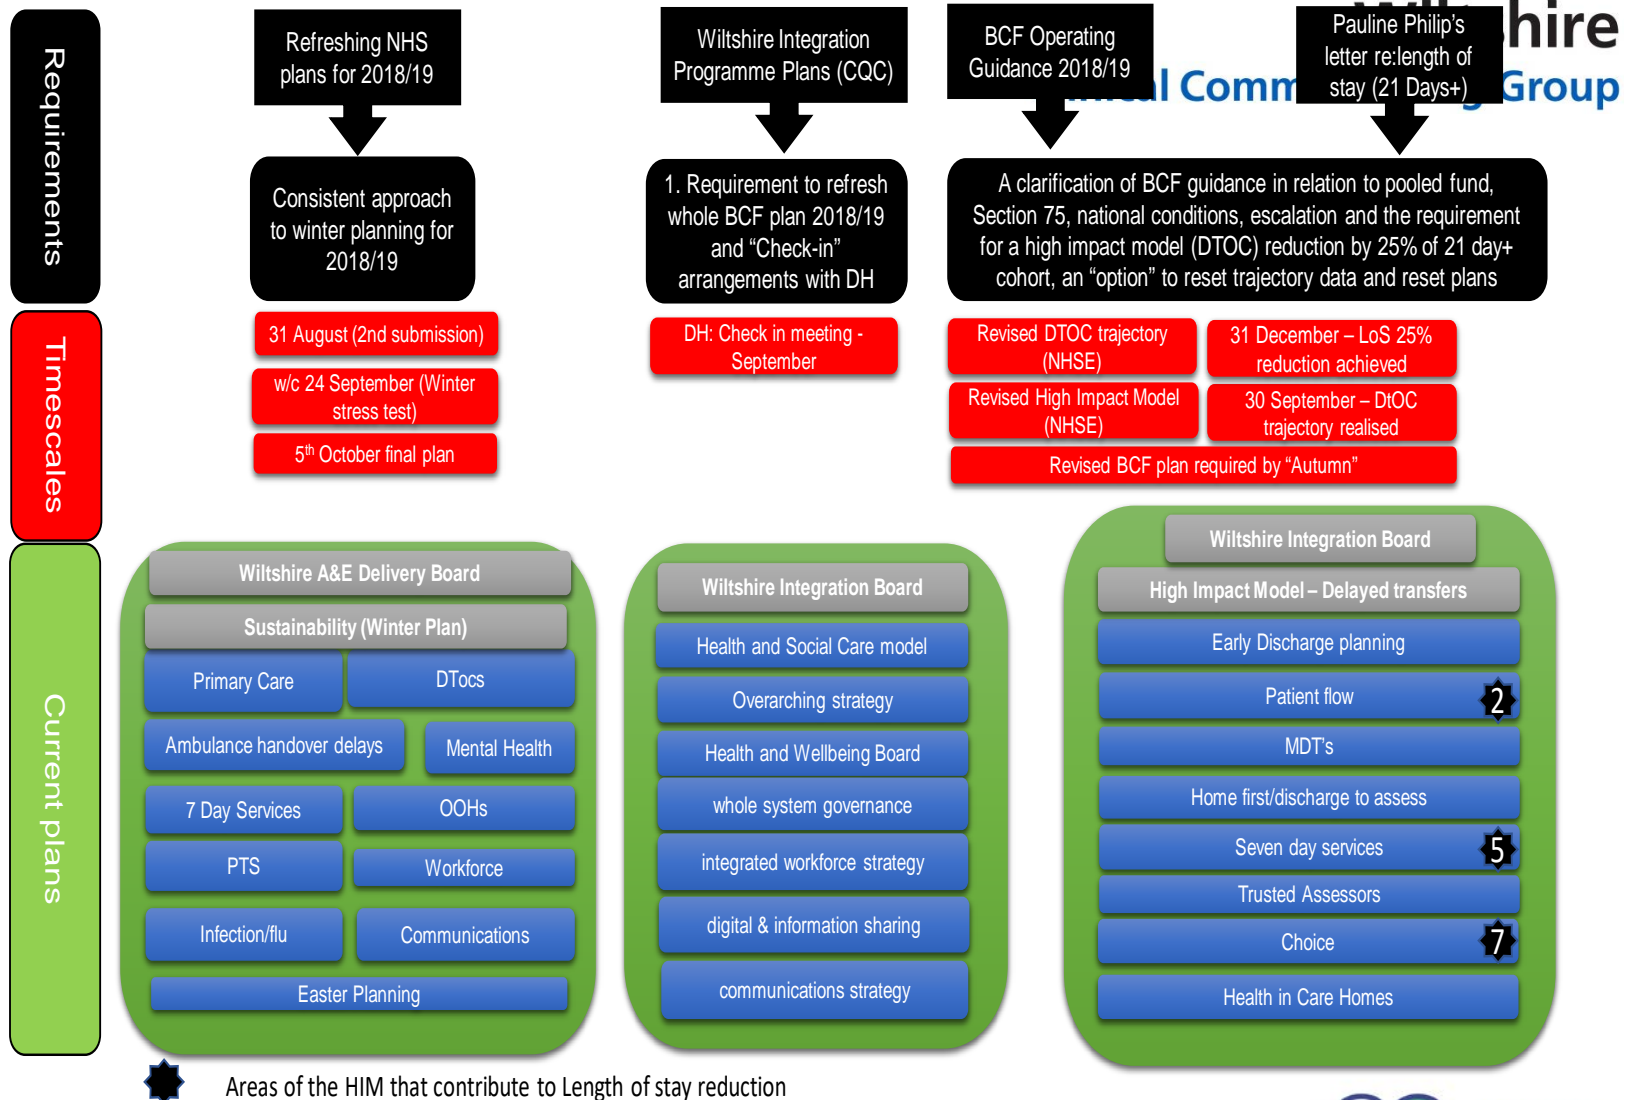 Wiltshire
Clinical Commissioning Group
Requirements
Refreshing NHS
plans for 2018/19
Wiltshire Integration
Programme Plans (CQC)
BCF Operating
Guidance 2018/19
Pauline Philip's
letter re:length of
stay (21 Days+)
Consistent approach
to winter planning for
2018/19
1. Requirement to refresh
whole BCF plan 2018/19
and “Check-in”
arrangements with DH
A clarification of BCF guidance in relation to pooled fund,
Section 75, national conditions, escalation and the requirement
for a high impact model (DTOC) reduction by 25% of 21 day+
cohort, an “option” to reset trajectory data and reset plans
Timescales
31 August (2nd submission)
w/c 24 September (Winter
stress test)
5th October final plan
DH: Check in meeting -
September
Revised DTOC trajectory
(NHSE)
31 December – LoS 25%
reduction achieved
Revised High Impact Model
(NHSE)
30 September – DtOC
trajectory realised
Revised BCF plan required by “Autumn”
Current plans
Wiltshire A&E Delivery Board
Sustainability (Winter Plan)
Primary Care
DTocs
Ambulance handover delays
Mental Health
7 Day Services
OOHs
PTS
Workforce
Infection/flu
Communications
Easter Planning
Wiltshire Integration Board
Health and Social Care model
Overarching strategy
Health and Wellbeing Board
whole system governance
integrated workforce strategy
digital & information sharing
communications strategy
Wiltshire Integration Board
High Impact Model – Delayed transfers
Early Discharge planning
Patient flow
2
MDT's
Home first/discharge to assess
Seven day services
5
Trusted Assessors
Choice
7
Health in Care Homes
Areas of the HIM that contribute to Length of stay reduction